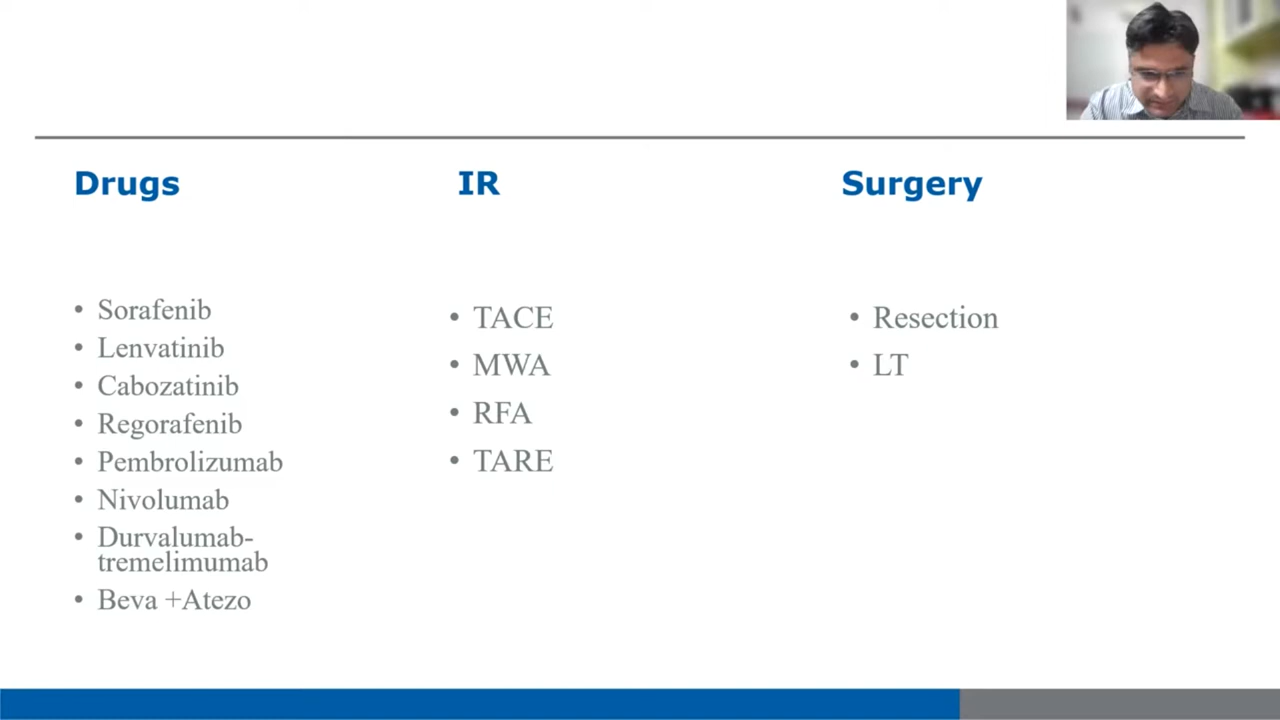 Drugs
Sorafenib
Lenvatinib
Cabozatinib
Regorafenib
Pembrolizumab
Nivolumab
Durvalumab-
tremelimumab
Beva +Atezo
IR
TACE
MWA
RFA
TARE
Surgery
Resection
LT